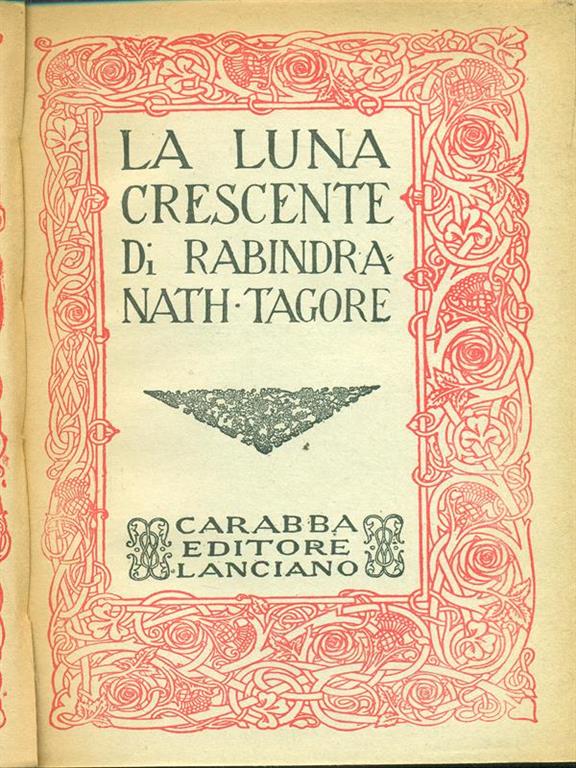 LA LUNA
CRESCENTE
Di RABINDRA=
NATH·TAGORE
CARABBA
EDITORE
LANCIANO